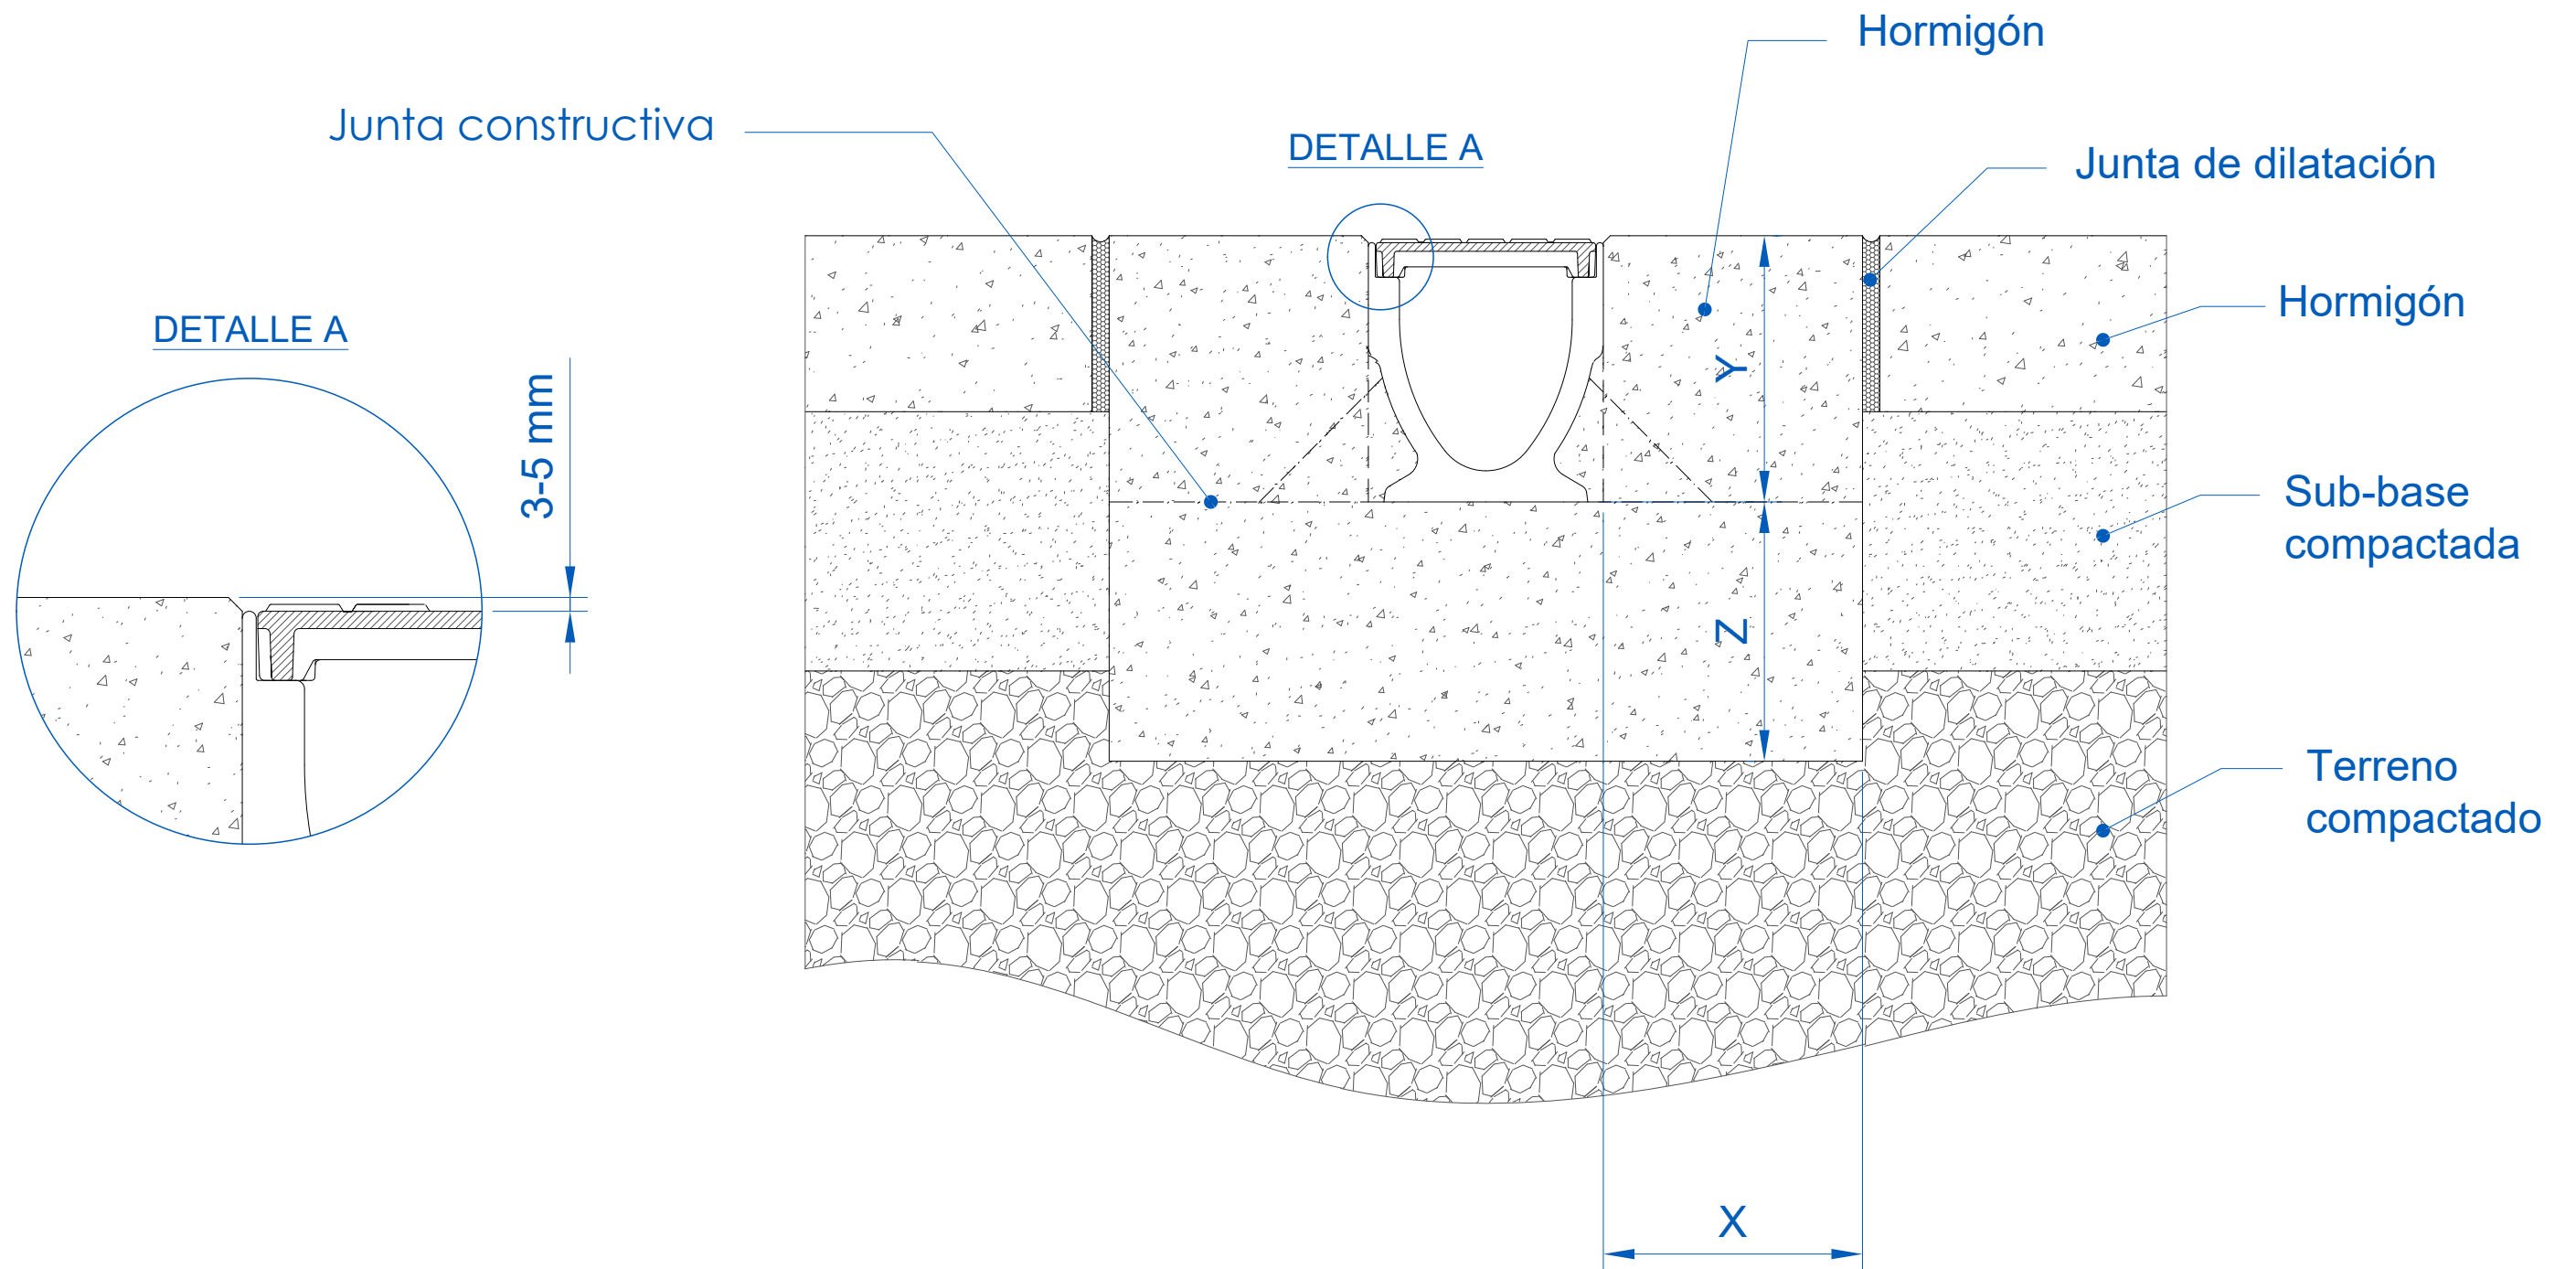 Hormigón
Junta constructiva
DETALLE A
Junta de dilatación
Hormigón
DETALLE A
3-5 mm
Y
Sub-base
compactada
Z
Terreno
compactado
X